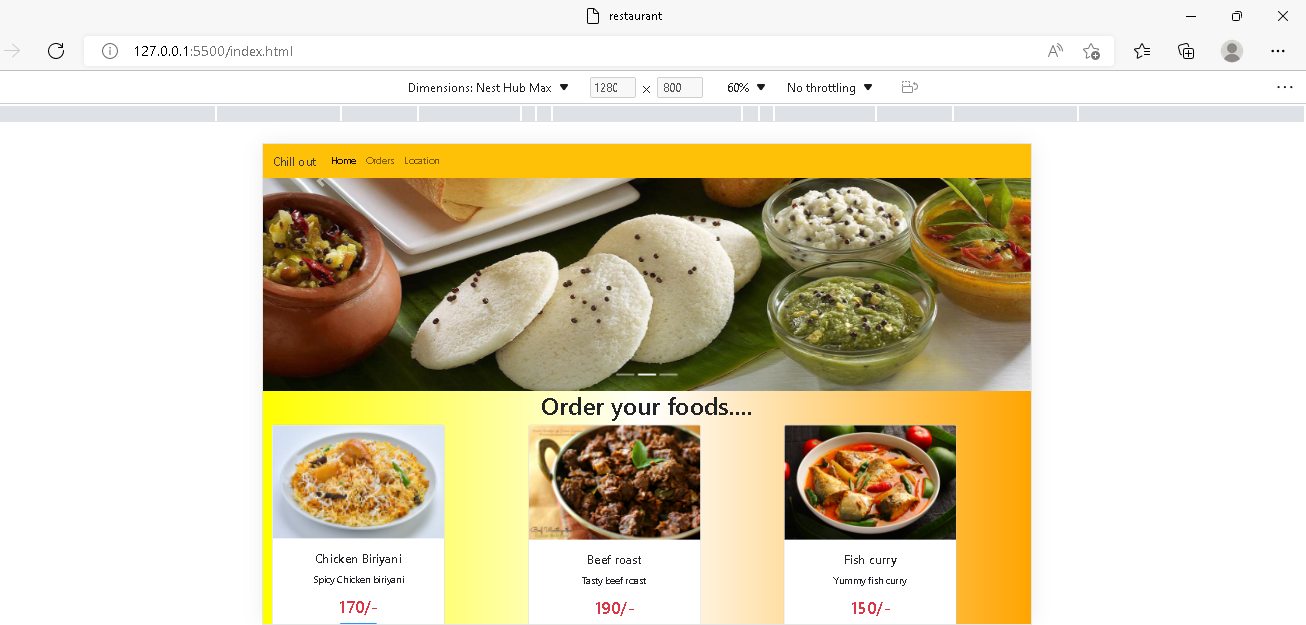 restaurant
127.0.0.1:5500/index.html
Dimensions: Nest Hub Max 1280 x 800 60% No throttling
Chill out Home Orders Location
Order your foods....
Chicken Biriyani
Spicy Chicken biriyani
170/-
Beef roast
Tasty beef roast
190/-
Fish curry
Yummy fish curry
150/-